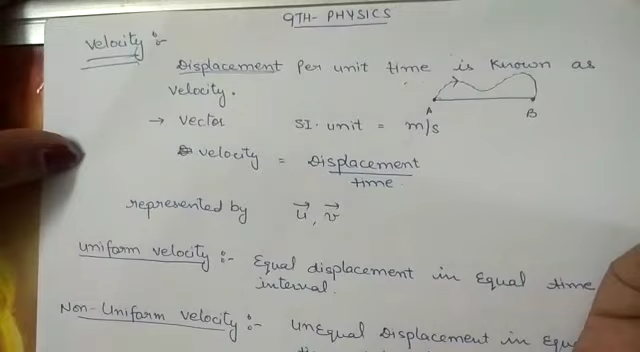 9TH- PHYSICS
Velocity :-
Displacement Per unit time is known as
velocity.
A B
→ Vector SI. unit = m/s
velocity = Displacement
time
represented by u⃗, v⃗
uniform velocity :- Equal displacement in Equal time
interval.
Non-Uniform velocity :- UnEqual Displacement in